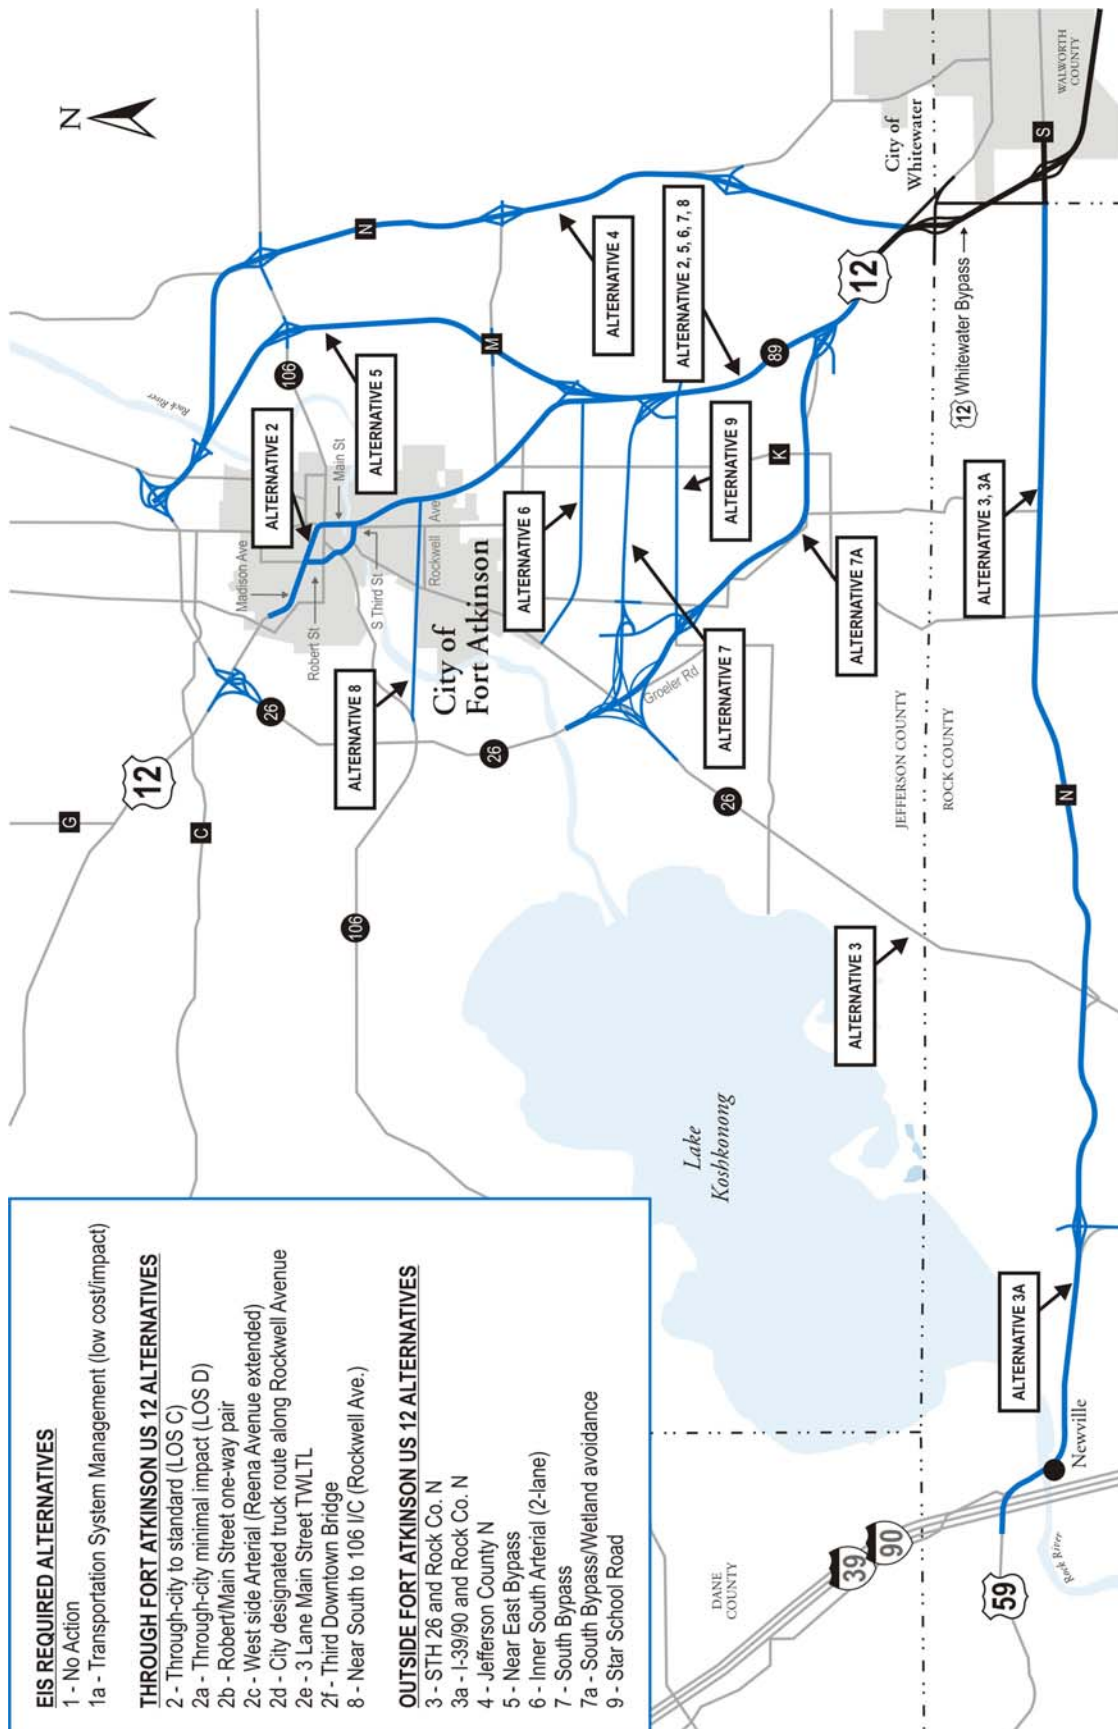 EIS REQUIRED ALTERNATIVES
1 - No Action
1a - Transportation System Management (low cost/impact)
THROUGH FORT ATKINSON US 12 ALTERNATIVES
2 - Through-city to standard (LOS C)
2a - Through-city minimal impact (LOS D)
2b - Robert/Main Street one-way pair
2c - West side Arterial (Reena Avenue extended)
2d - City designated truck route along Rockwell Avenue
2e - 3 Lane Main Street TWLTL
2f - Third Downtown Bridge
8 - Near South to 106 I/C (Rockwell Ave.)
OUTSIDE FORT ATKINSON US 12 ALTERNATIVES
3 - STH 26 and Rock Co. N
3a - I-39/90 and Rock Co. N
4 - Jefferson County N
5 - Near East Bypass
6 - Inner South Arterial (2-lane)
7 - South Bypass
7a - South Bypass/Wetland avoidance
9 - Star School Road
N
G
12
C
106
26
26
26
ALTERNATIVE 8
Madison Ave
Robert St
S Third St
Main St
Rockwell Ave
ALTERNATIVE 2
ALTERNATIVE 5
106
Rock River
N
M
City of
Fort Atkinson
ALTERNATIVE 6
ALTERNATIVE 4
ALTERNATIVE 2, 5, 6, 7, 8
ALTERNATIVE 9
89
12
K
ALTERNATIVE 7
Groeler Rd
ALTERNATIVE 7A
City of
Whitewater
12 Whitewater Bypass
S
WALWORTH
COUNTY
ALTERNATIVE 3, 3A
JEFFERSON COUNTY
ROCK COUNTY
N
ALTERNATIVE 3
Lake
Koshkonong
ALTERNATIVE 3A
Newville
DANE
COUNTY
39
90
59
Rock River